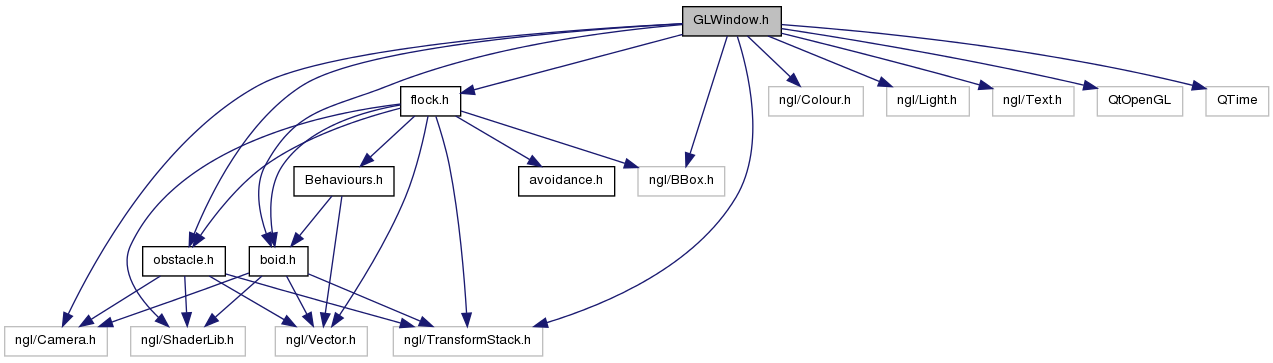 GLWindow.h
flock.h
ngl/Colour.h
ngl/Light.h
ngl/Text.h
QtOpenGL
QTime
Behaviours.h
avoidance.h
ngl/BBox.h
obstacle.h
boid.h
ngl/Camera.h
ngl/ShaderLib.h
ngl/Vector.h
ngl/TransformStack.h